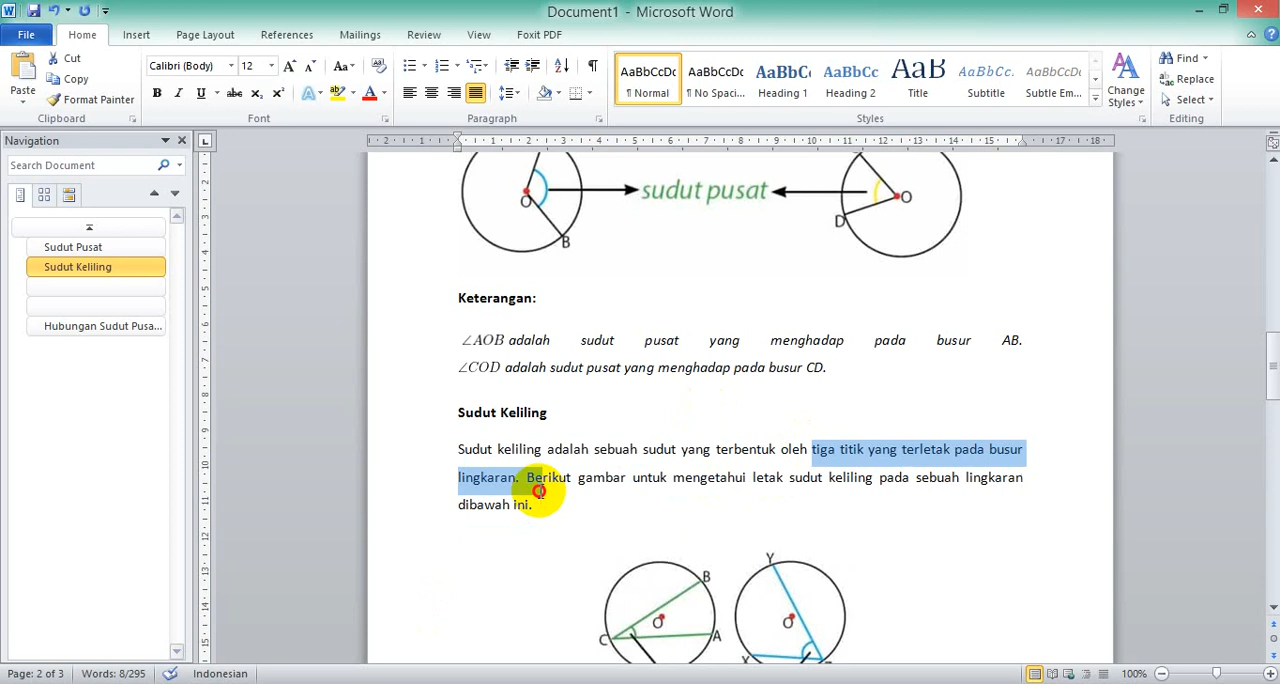 Document1 - Microsoft Word
File Home Insert Page Layout References Mailings Review View Foxit PDF
Paste
Cut
Copy
Format Painter
Clipboard
Calibri (Body) 12
Font
Paragraph
AaBbCcDc AaBbCcDc AaBbC AaBbCc AaB AaBbCc. AaBbCcDc
¶ Normal ¶ No Spac... Heading 1 Heading 2 Title Subtitle Subtle Em...
Styles
Change Styles
Find
Replace
Select
Editing
Navigation
Search Document
Sudut Pusat
Sudut Keliling
Hubungan Sudut Pusa...
O
B
sudut pusat
O
D
Keterangan:
∠AOB adalah sudut pusat yang menghadap pada busur AB.
∠COD adalah sudut pusat yang menghadap pada busur CD.
Sudut Keliling
Sudut keliling adalah sebuah sudut yang terbentuk oleh tiga titik yang terletak pada busur
lingkaran. Berikut gambar untuk mengetahui letak sudut keliling pada sebuah lingkaran
dibawah ini.
B
O
C
A
Y
O
X
Page: 2 of 3 Words: 8/295 Indonesian 100%